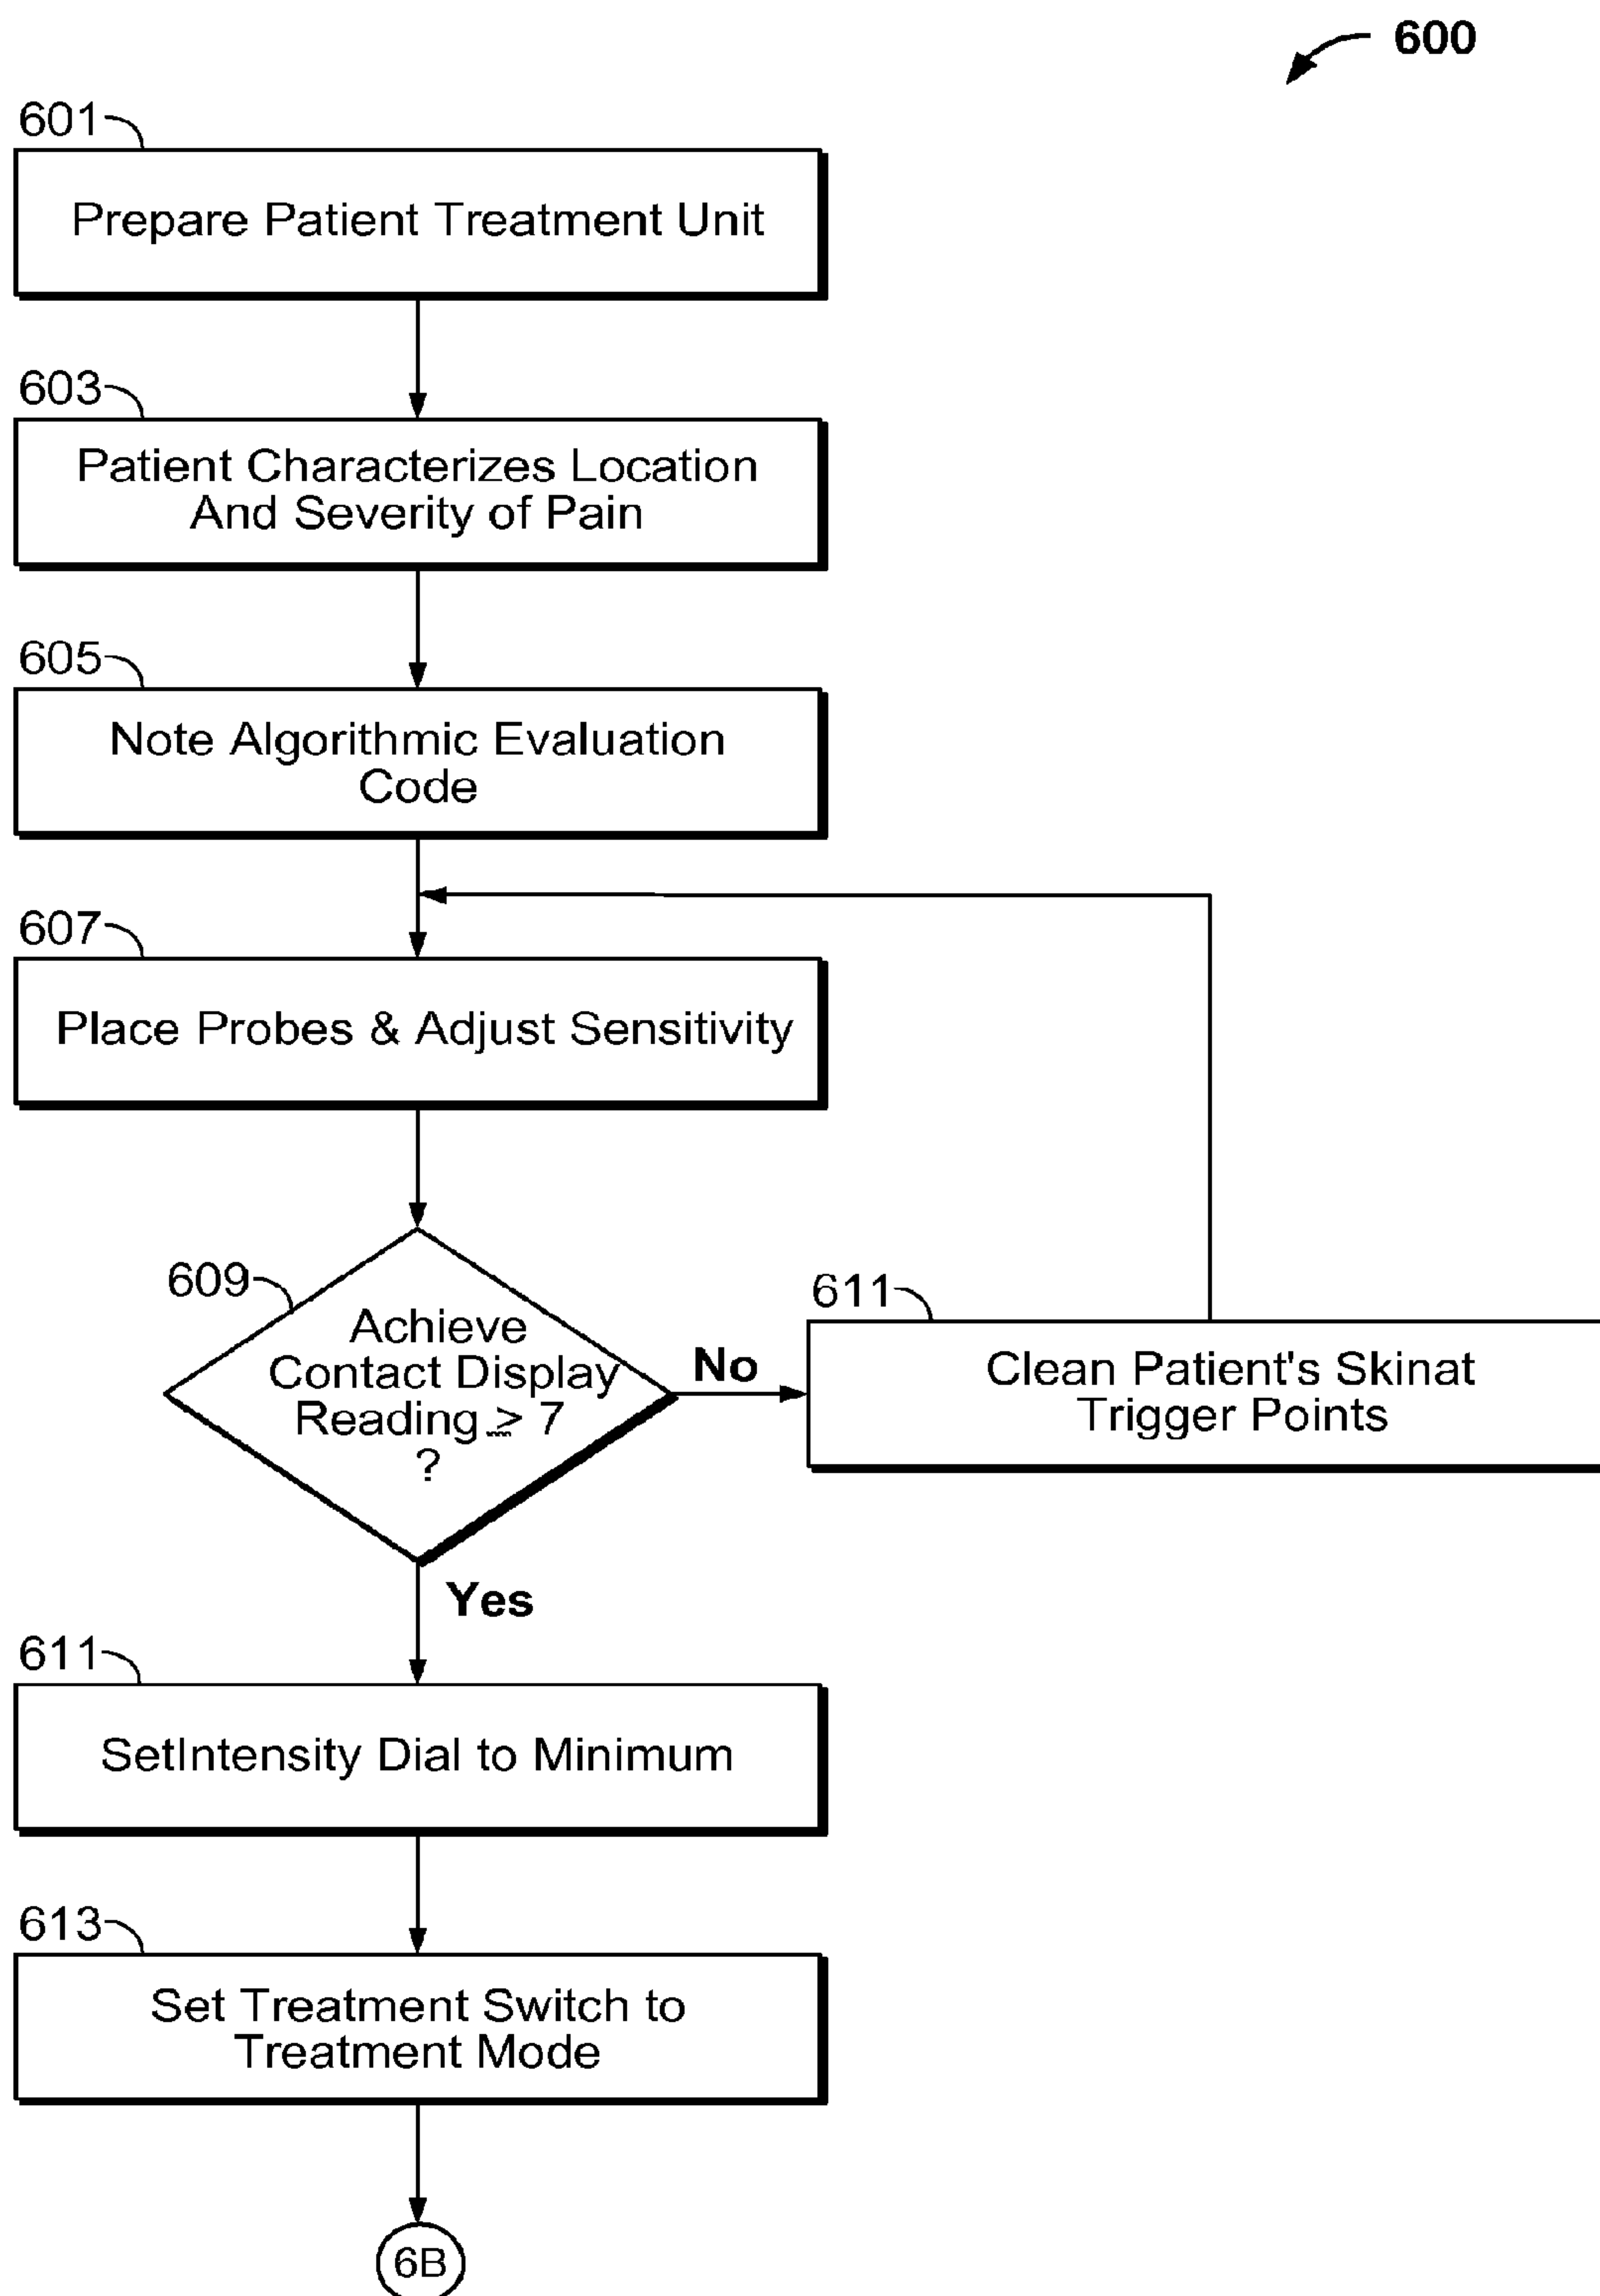 600
601
Prepare Patient Treatment Unit
603
Patient Characterizes Location
And Severity of Pain
605
Note Algorithmic Evaluation
Code
607
Place Probes & Adjust Sensitivity
609
Achieve
Contact Display
Reading ≥ 7
?
No
611
Clean Patient's Skinat
Trigger Points
Yes
611
SetIntensity Dial to Minimum
613
Set Treatment Switch to
Treatment Mode
6B